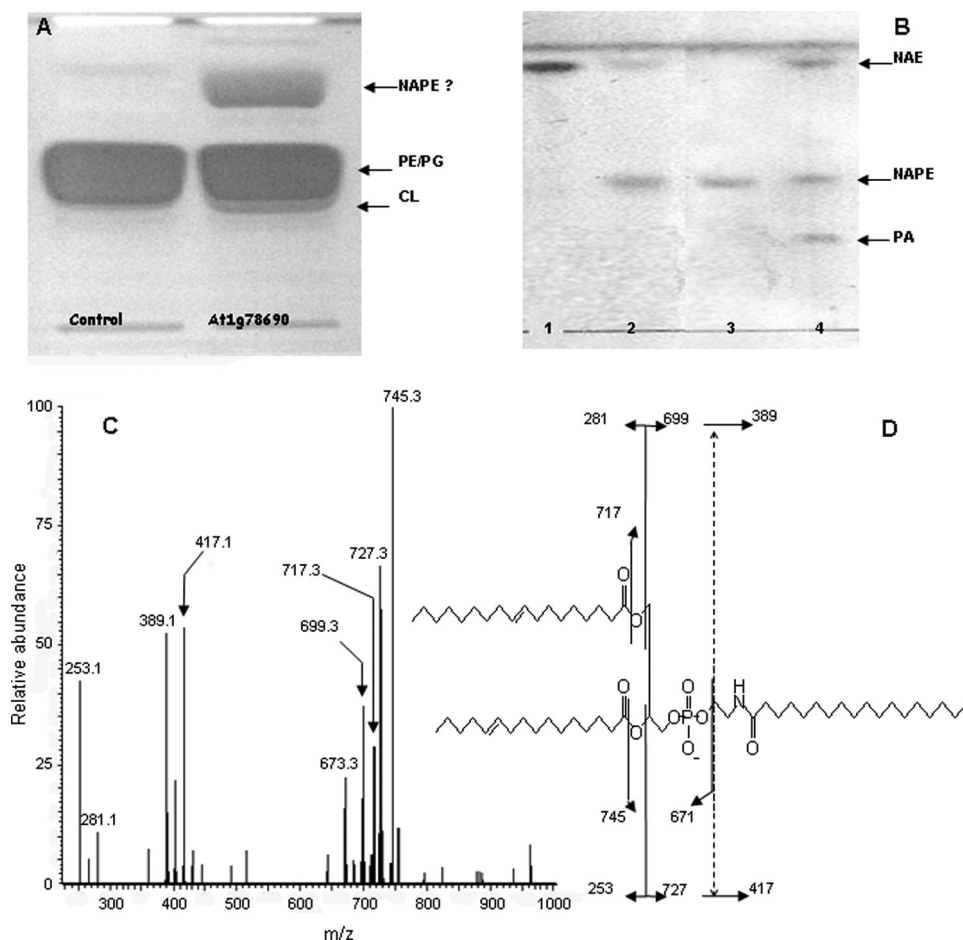 A
NAPE ?
PE/PG
CL
Control
At1g78690
B
NAE
NAPE
PA
1 2 3 4
C
Relative abundance
100
75
50
25
0
745.3
727.3
717.3
699.3
673.3
417.1
389.1
253.1
281.1
300 400 500 600 700 800 900 1000
m/z
D
281 699 389
717
O
O
O
O
O P O
O-
H
N
O
745 671
253 727 417